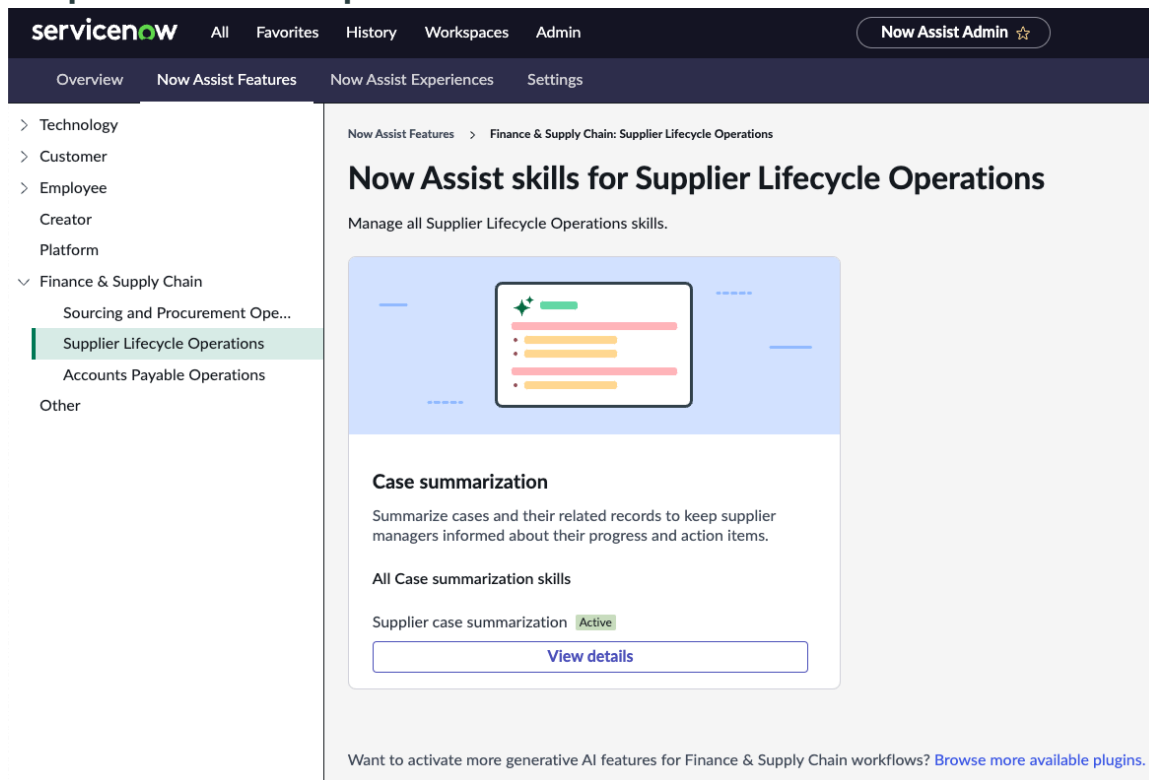 servicenow All Favorites History Workspaces Admin Now Assist Admin
Overview Now Assist Features Now Assist Experiences Settings
Technology
Customer
Employee
Creator
Platform
Finance & Supply Chain
Sourcing and Procurement Ope...
Supplier Lifecycle Operations
Accounts Payable Operations
Other
Now Assist Features > Finance & Supply Chain: Supplier Lifecycle Operations
Now Assist skills for Supplier Lifecycle Operations
Manage all Supplier Lifecycle Operations skills.
Case summarization
Summarize cases and their related records to keep supplier
managers informed about their progress and action items.
All Case summarization skills
Supplier case summarization Active
View details
Want to activate more generative AI features for Finance & Supply Chain workflows? Browse more available plugins.